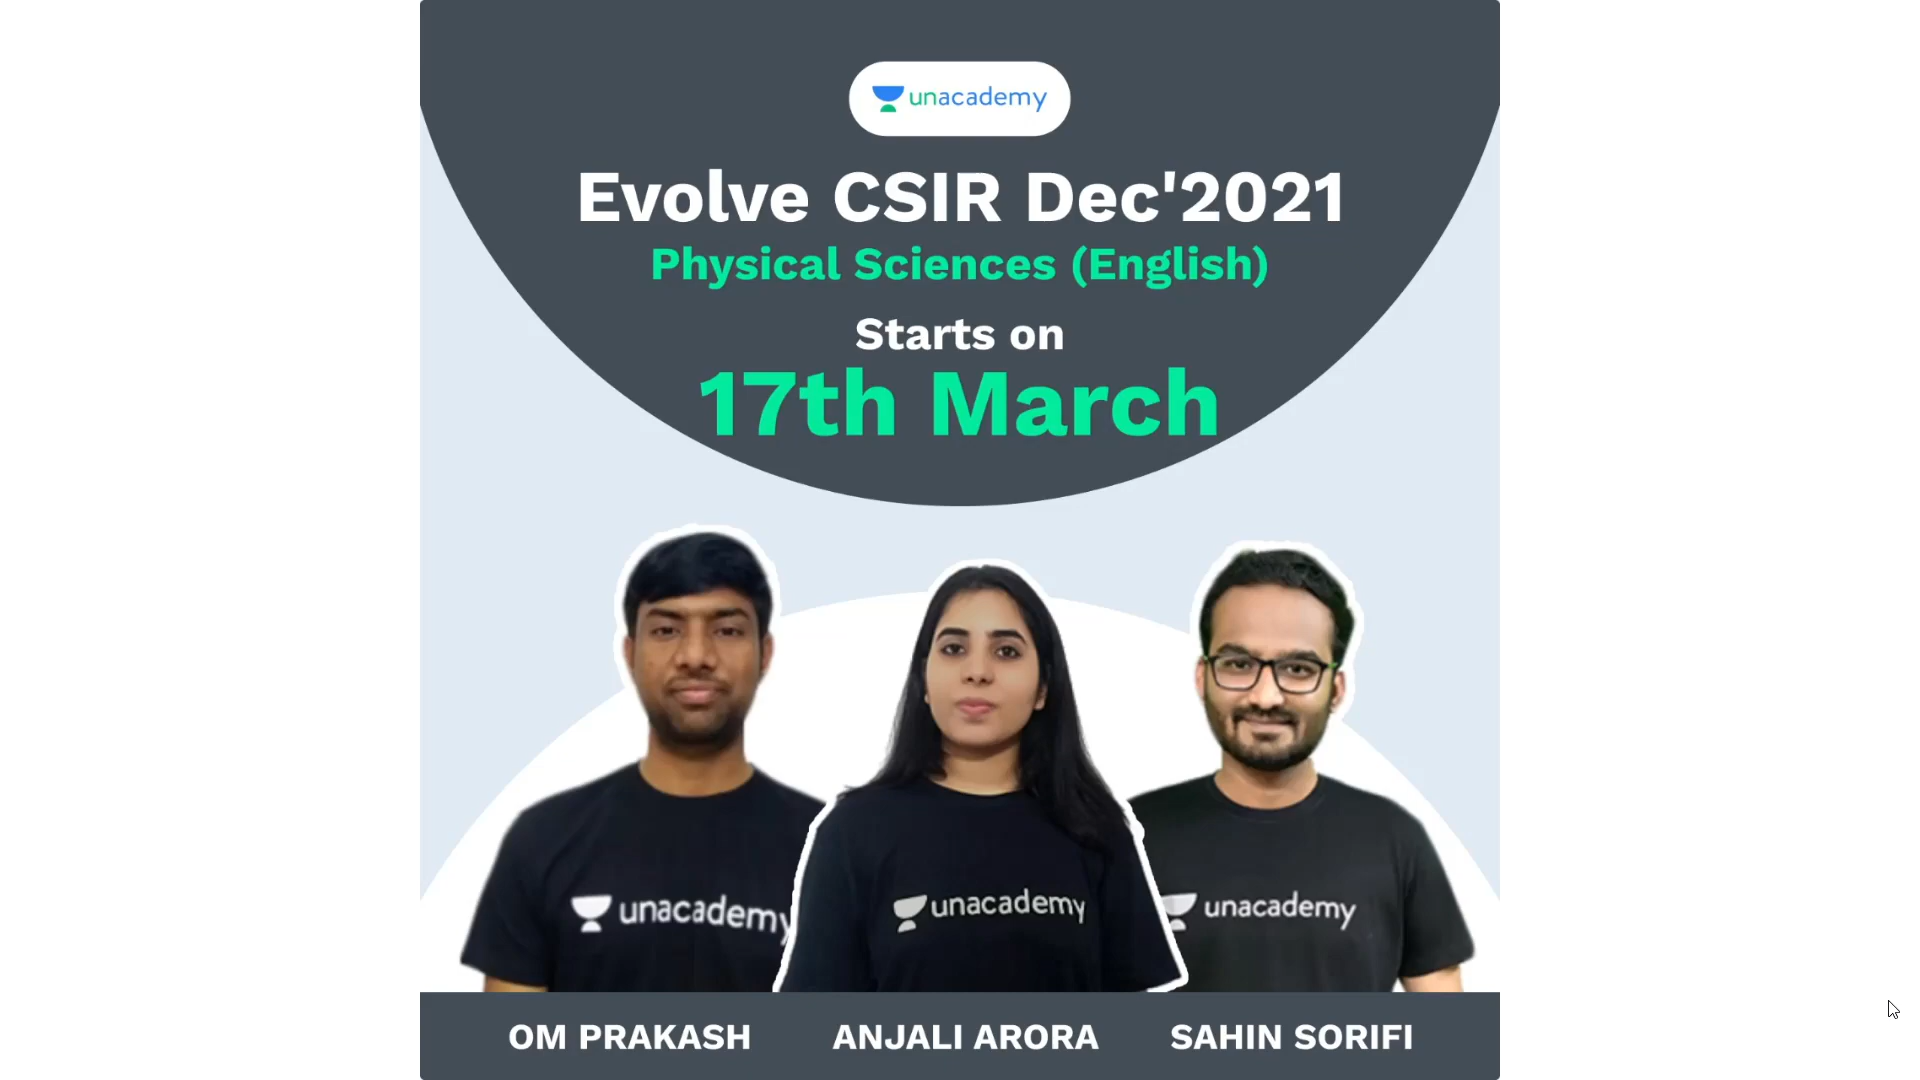 unacademy
Evolve CSIR Dec'2021
Physical Sciences (English)
Starts on
17th March
unacademy
unacademy
unacademy
OM PRAKASH
ANJALI ARORA
SAHIN SORIFI